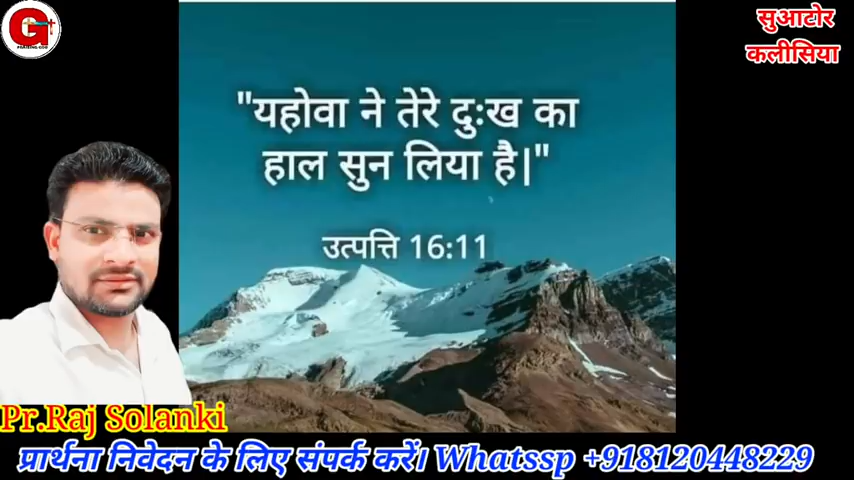 सुआटोर
कलीसिया
"यहोवा ने तेरे दुःख का
हाल सुन लिया है|"
उत्पत्ति 16:11
Pr.Raj Solanki
प्रार्थना निवेदन के लिए संपर्क करें। Whatssp +918120448229